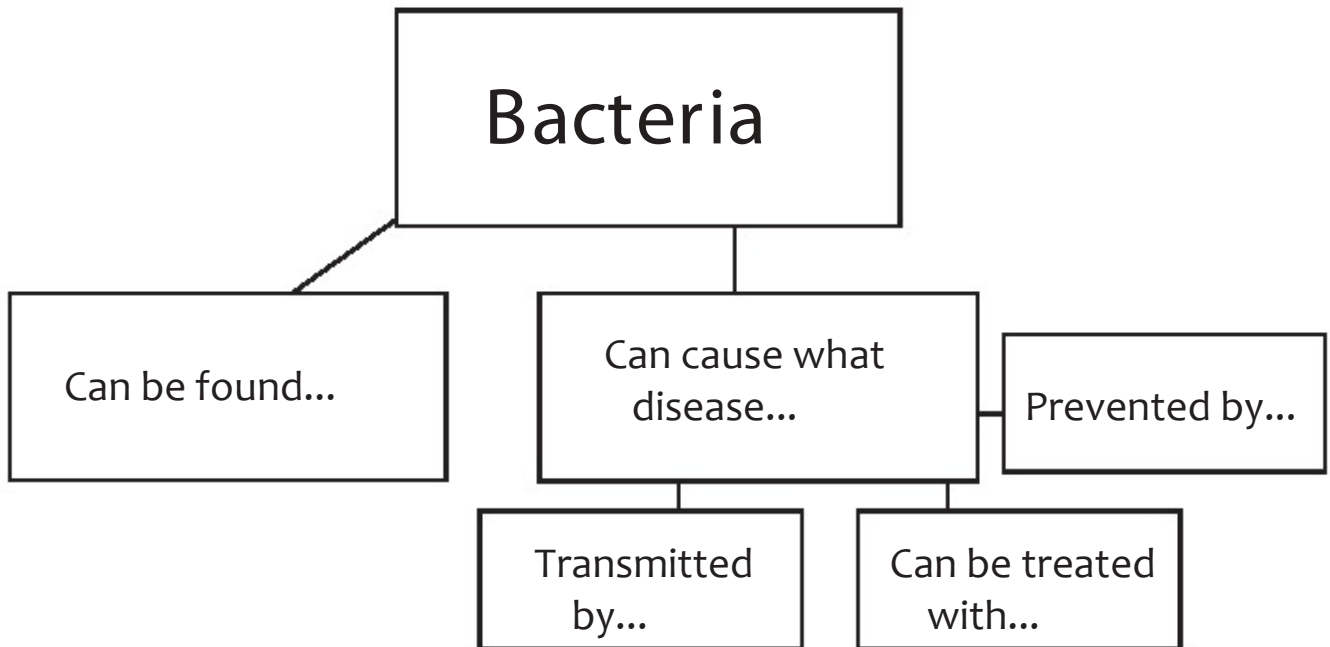 Bacteria
Can be found...
Can cause what
disease...
Prevented by...
Transmitted
by...
Can be treated
with...